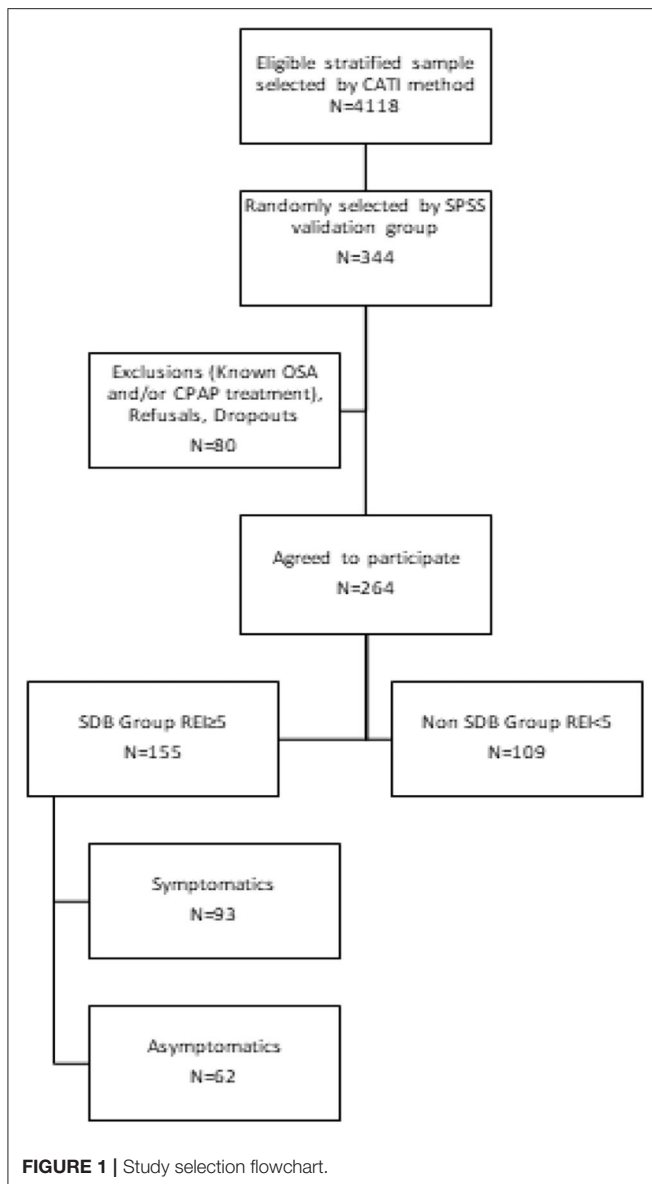 Eligible stratified sample
selected by CATI method
N=4118
Randomly selected by SPSS
validation group
N=344
Exclusions (Known OSA
and/or CPAP treatment),
Refusals, Dropouts
N=80
Agreed to participate
N=264
SDB Group REI≥5
N=155
Non SDB Group REI<5
N=109
Symptomatics
N=93
Asymptomatics
N=62
FIGURE 1 | Study selection flowchart.